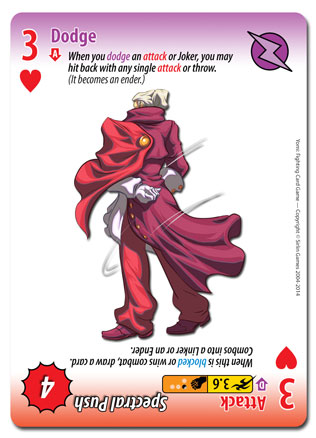 3 Dodge
When you dodge an attack or Joker, you may
hit back with any single attack or throw.
(It becomes an ender.)
Yomi Fighting Card Game — Copyright © Sirlin Games 2004-2014
3 Attack
D 3.6
Spectral Push
4
When this is blocked or wins combat, draw a card.
Combos into a Linker or an Ender.